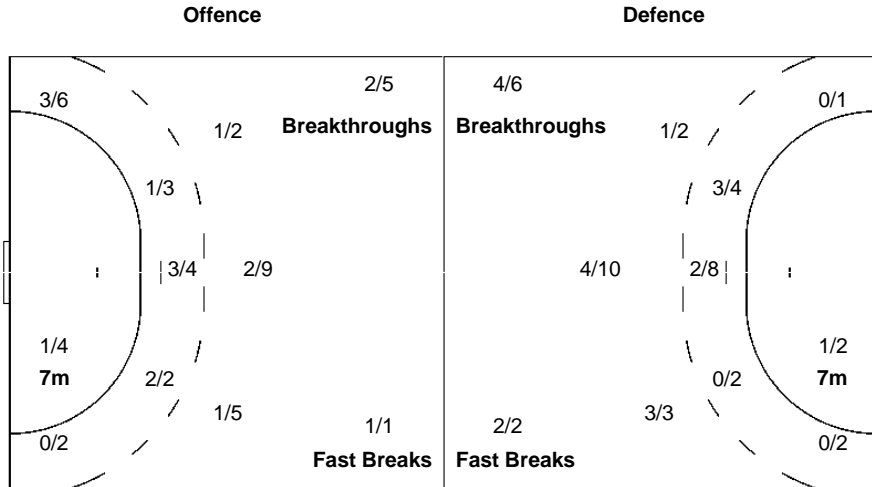 Offence Defence
2/5 4/6
3/6 0/1
Breakthroughs Breakthroughs
1/2 1/2
1/3 3/4
3/4 2/9 4/10 2/8
1/4 1/2
7m 7m
2/2 0/2
1/5 3/3
1/1 2/2
0/2 0/2
Fast Breaks Fast Breaks